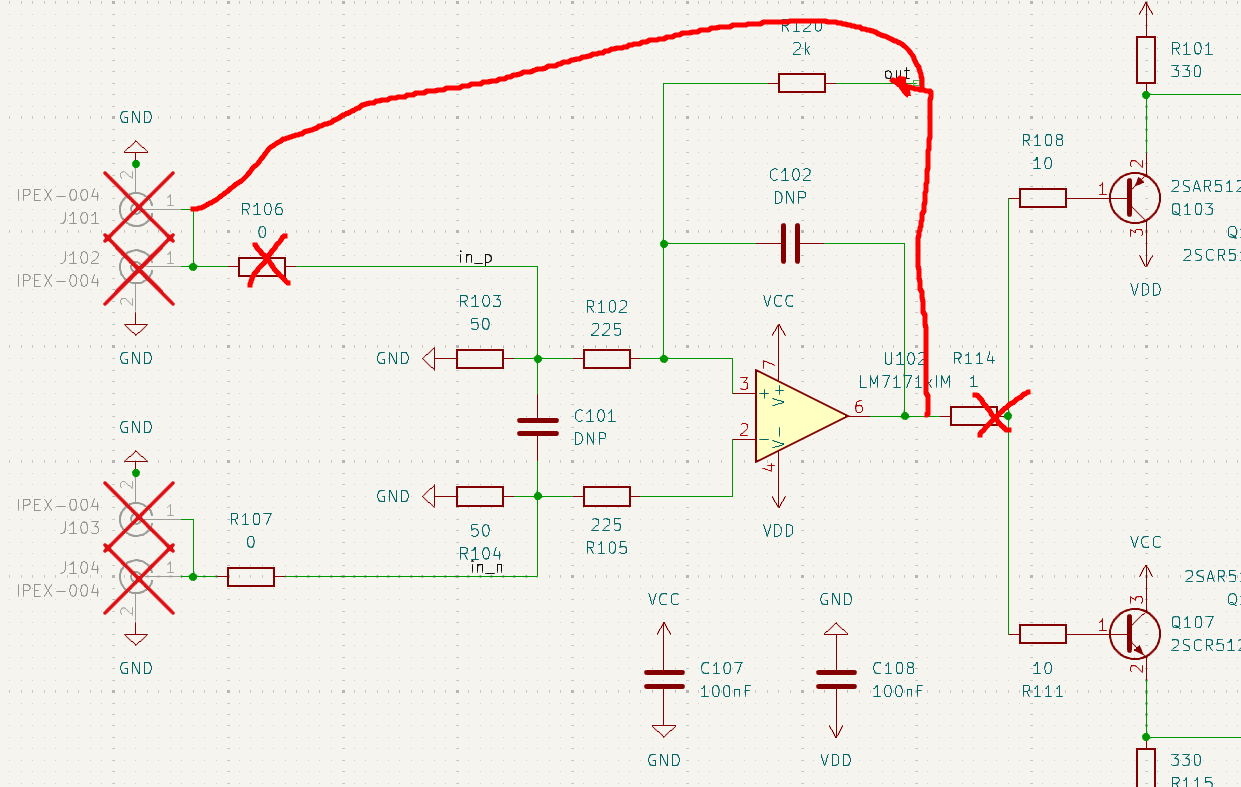 R120
2k
out
R101
330
GND
2
IPEX-004
1
J101
J102
1
IPEX-004
2
GND
R106
0
in_p
C102
DNP
R108
10
1
2
3
2SAR512
Q103
2SCR51
VDD
R103
50
R102
225
GND
VCC
7
3
+
V+
2
V-
4
6
U102
LM7171xIM
R114
1
VDD
C101
DNP
GND
50
R104
225
R105
in_n
GND
2
IPEX-004
1
J103
J104
1
IPEX-004
2
GND
R107
0
VCC
C107
100nF
GND
GND
C108
100nF
VDD
VCC
3
2SAR51
1
Q107
2SCR512
2
10
R111
330
R115